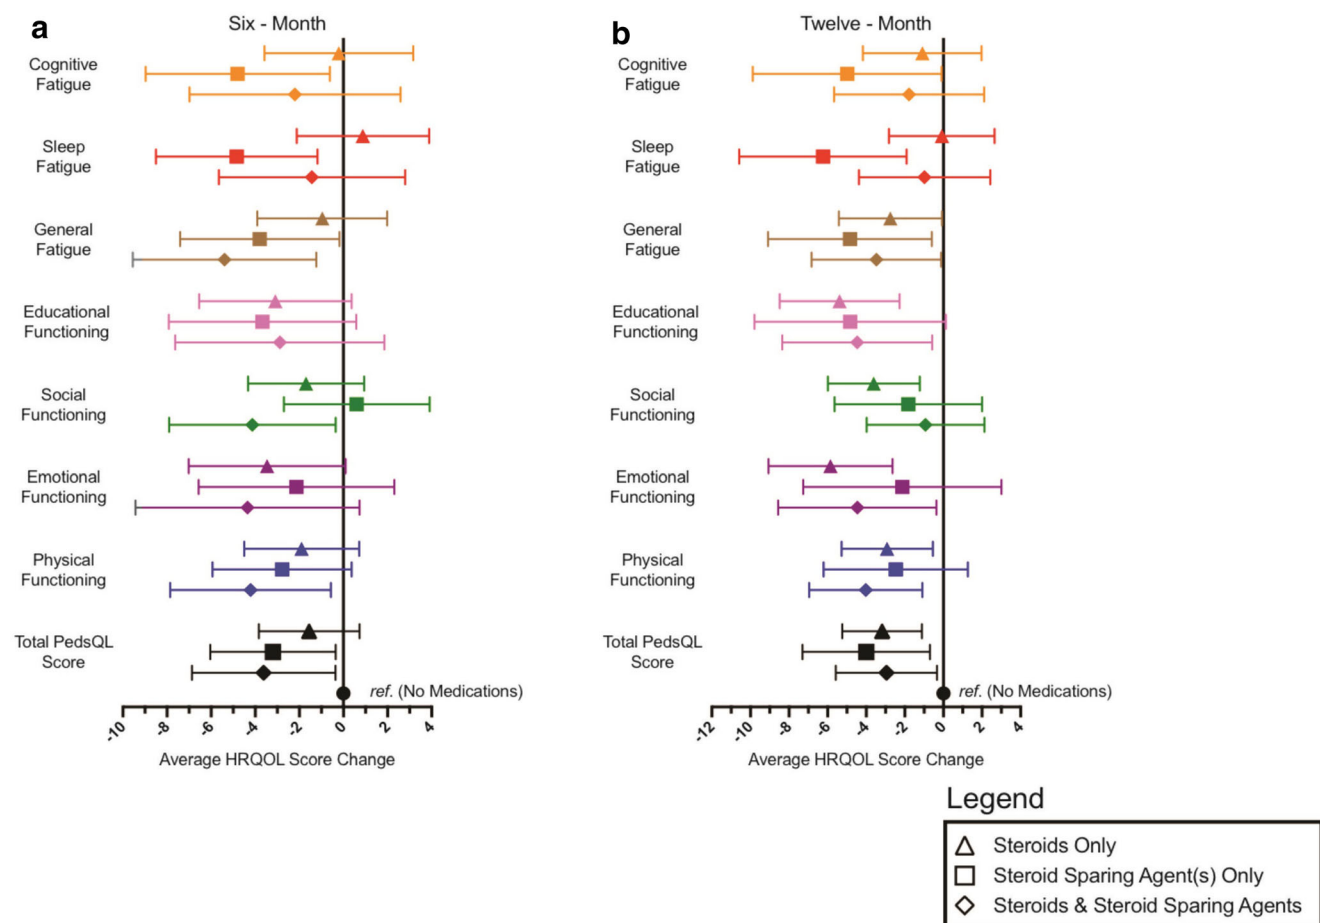 a
Six - Month
Cognitive
Fatigue
Sleep
Fatigue
General
Fatigue
Educational
Functioning
Social
Functioning
Emotional
Functioning
Physical
Functioning
Total PedsQL
Score
ref. (No Medications)
-10
-8
-6
-4
-2
0
2
4
Average HRQOL Score Change
b
Twelve - Month
Cognitive
Fatigue
Sleep
Fatigue
General
Fatigue
Educational
Functioning
Social
Functioning
Emotional
Functioning
Physical
Functioning
Total PedsQL
Score
ref. (No Medications)
-12
-10
-8
-6
-4
-2
0
2
4
Average HRQOL Score Change
Legend
Steroids Only
Steroid Sparing Agent(s) Only
Steroids & Steroid Sparing Agents